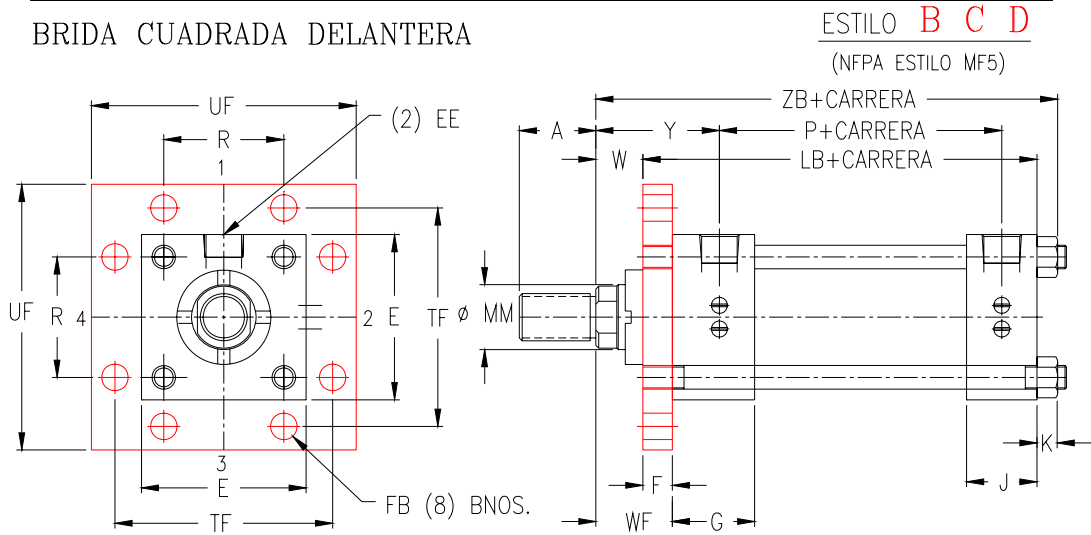 BRIDA CUADRADA DELANTERA
ESTILO B C D
(NFPA ESTILO MF5)
UF
(2) EE
R
1
ZB+CARRERA
A
Y
P+CARRERA
W
LB+CARRERA
UF
R
4
2
E
TF
ø MM
3
E
TF
FB (8) BNOS.
F
WF
G
J
K